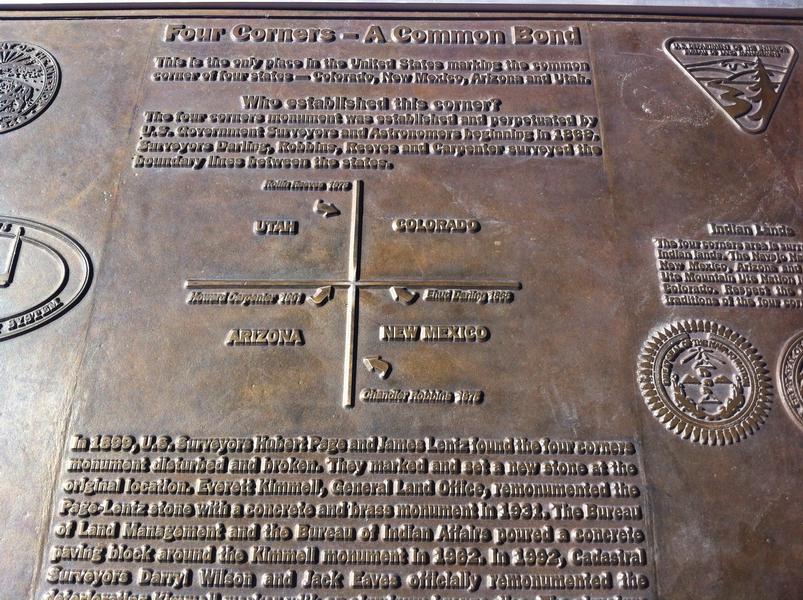 Four Corners - A Common Bond
This is the only place in the United States marking the common
corner of four states — Colorado, New Mexico, Arizona and Utah.
Who established this corner?
The four corners monument was established and perpetuated by
U.S. Government Surveyors and Astronomers beginning in 1868.
Surveyors Darling, Robbins, Reeves and Carpenter surveyed the
boundary lines between the states.
Rollin Reeves 1878
UTAH
COLORADO
Howard Carpenter 1901
Ehud Darling 1868
ARIZONA
NEW MEXICO
Chandler Robbins 1875
In 1899, U.S. Surveyors Hubert Page and James Lentz found the four corners
monument disturbed and broken. They marked and set a new stone at the
original location. Everett Kimmell, General Land Office, remonumented the
Page-Lentz stone with a concrete and brass monument in 1931. The Bureau
of Land Management and the Bureau of Indian Affairs poured a concrete
paving block around the Kimmell monument in 1962. In 1992, Cadastral
Surveyors Darryl Wilson and Jack Eaves officially remonumented the
U.S. DEPARTMENT OF THE INTERIOR
BUREAU OF LAND MANAGEMENT
Indian Lands
The four corners area is
Indian lands. The Navajo
New Mexico, Arizona and
Ute Mountain Ute
Colorado. The
traditions of the four
SYSTEM